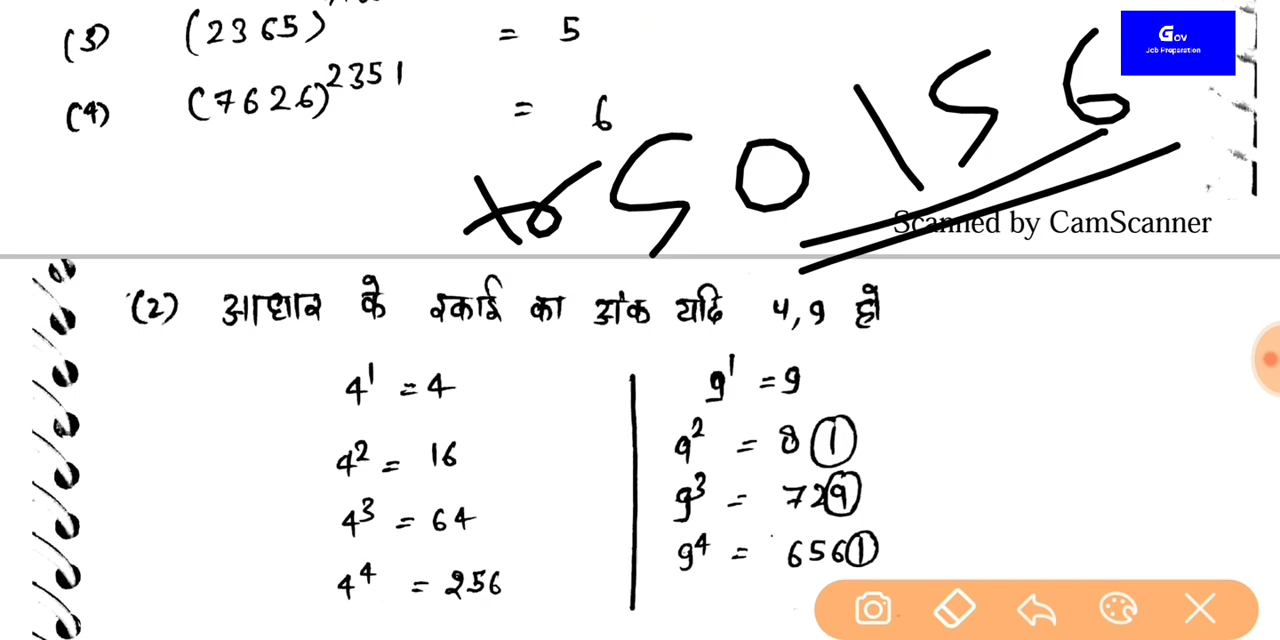 (3) (2365) = 5
Gov
Job Preparation
(4) (7626)^2351 = 6
5 0 1 5 6
Scanned by CamScanner
(2) आधार के इकाई का अंक यदि 4, 9 हो
4^1 = 4
9^1 = 9
4^2 = 16
9^2 = 81
4^3 = 64
9^3 = 729
4^4 = 256
9^4 = 6561